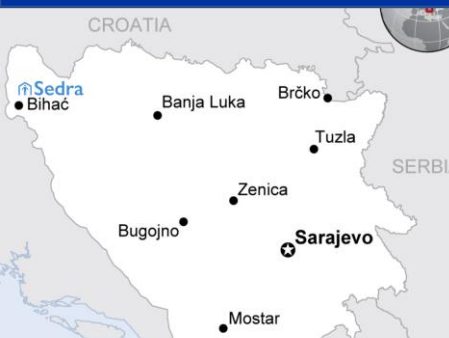 CROATIA
Sedra
Bihać
Banja Luka
Brčko
Tuzla
SERBI
Zenica
Bugojno
Sarajevo
Mostar